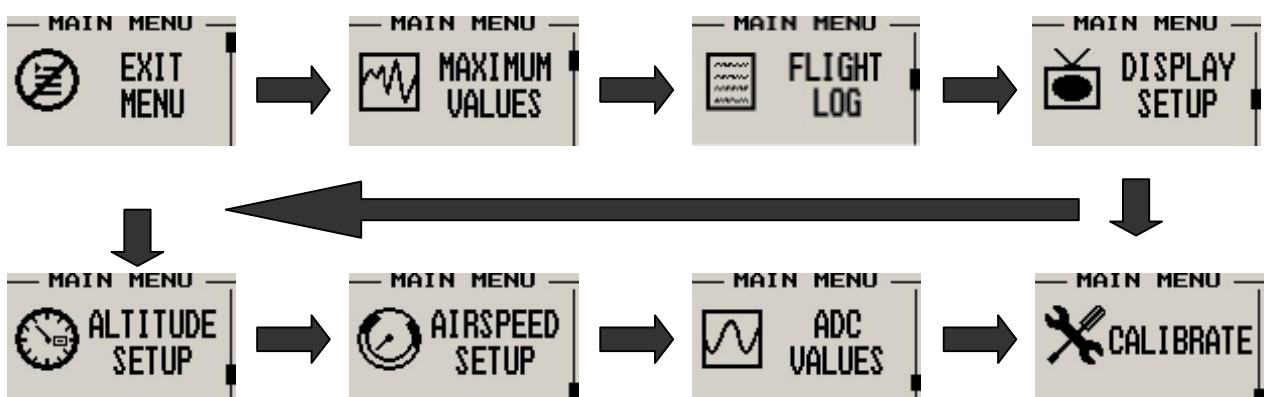 MAIN MENU
EXIT
MENU
MAIN MENU
MAXIMUM
VALUES
MAIN MENU
FLIGHT
LOG
MAIN MENU
DISPLAY
SETUP
MAIN MENU
ALTITUDE
SETUP
MAIN MENU
AIRSPEED
SETUP
MAIN MENU
ADC
VALUES
MAIN MENU
CALIBRATE